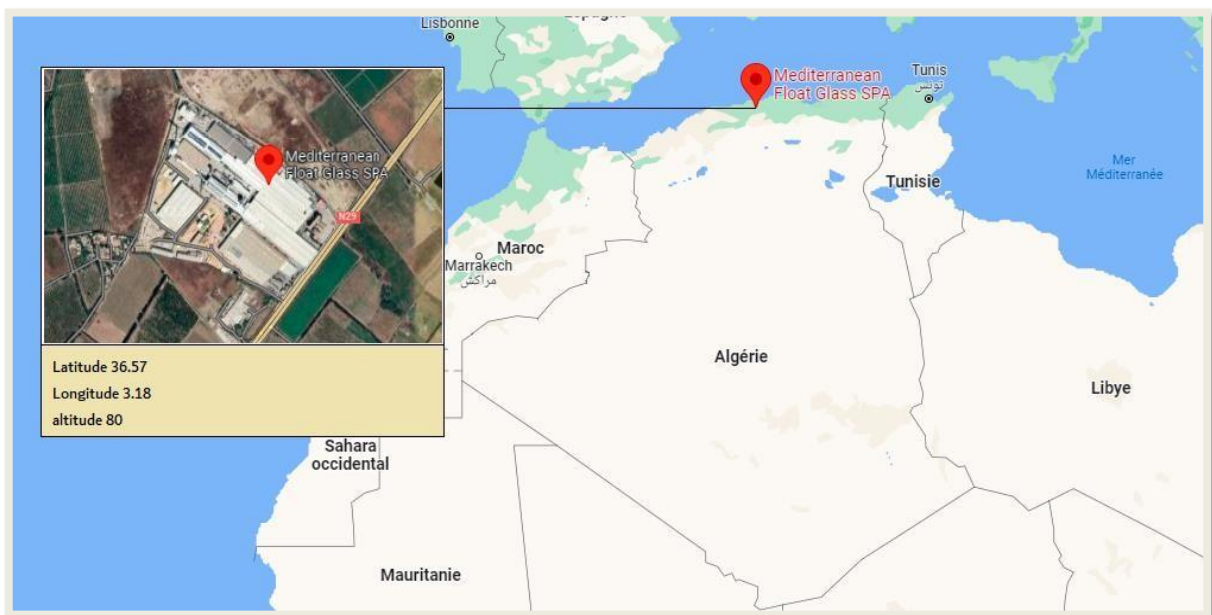 Lisbonne
Mediterranean
Float Glass SPA
Tunis
تونس
Mediterranean
Float Glass SPA
N29
Mer
Méditerranée
Tunisie
Maroc
Marrakech
مراكش
Algérie
Libye
Latitude 36.57
Longitude 3.18
altitude 80
Sahara
occidental
Mauritanie